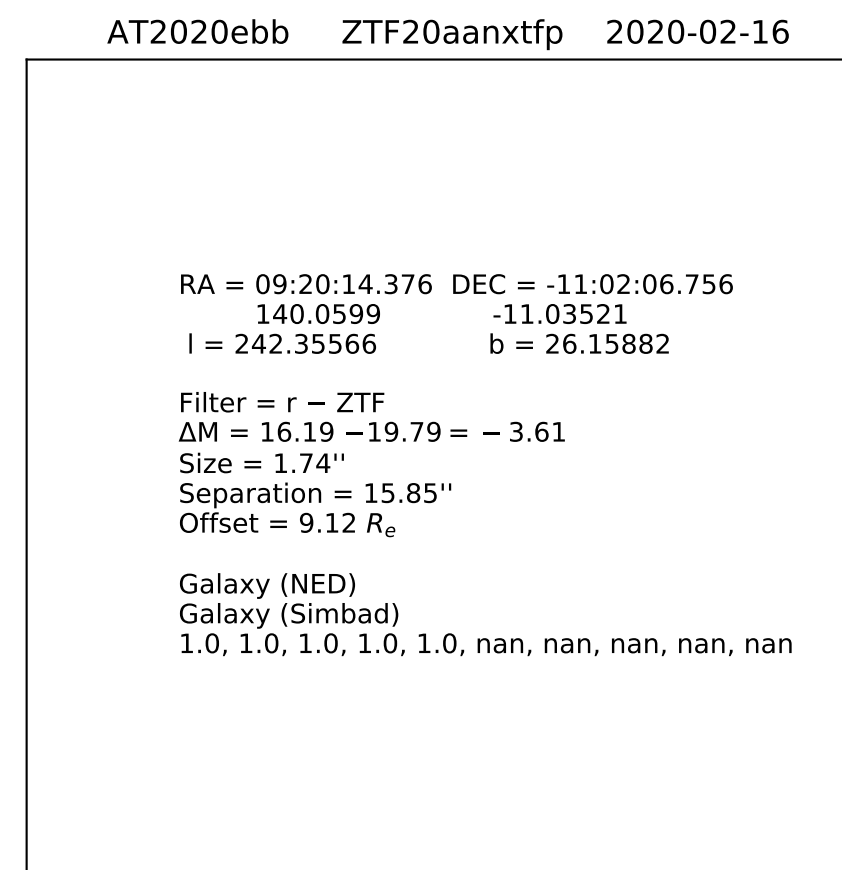 AT2020ebb ZTF20aanxtfp 2020-02-16
RA = 09:20:14.376 DEC = -11:02:06.756
140.0599 -11.03521
l = 242.35566 b = 26.15882
Filter = r − ZTF
ΔM = 16.19 −19.79 = − 3.61
Size = 1.74''
Separation = 15.85''
Offset = 9.12 Rₑ
Galaxy (NED)
Galaxy (Simbad)
1.0, 1.0, 1.0, 1.0, 1.0, nan, nan, nan, nan, nan